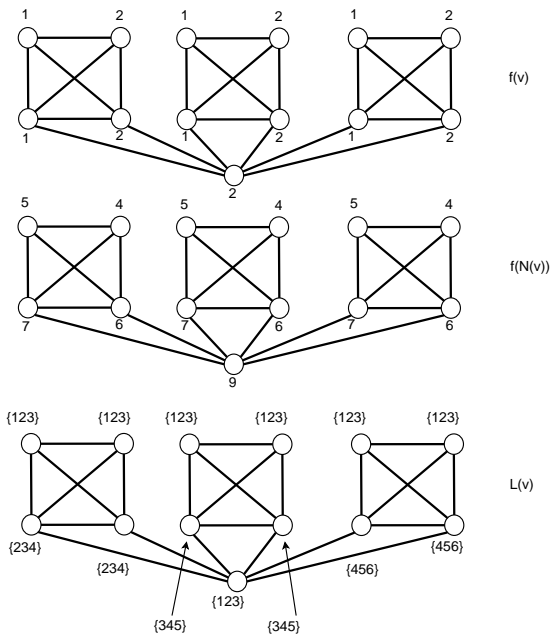 1 2 1 2 1 2
f(v)
1 2 1 2 1 2
2
5 4 5 4 5 4
f(N(v))
7 6 7 6 7 6
9
{123} {123} {123} {123} {123} {123}
L(v)
{234} {456}
{234} {456}
{123}
{345} {345}